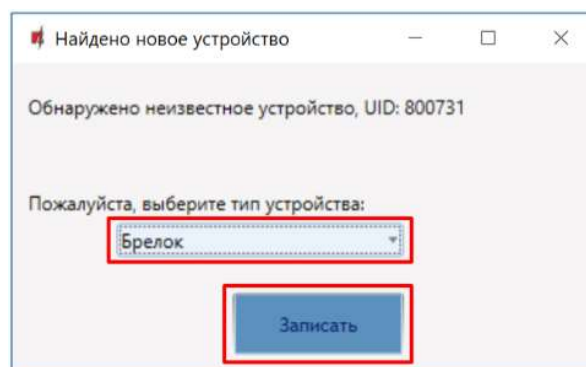 Найдено новое устройство
Обнаружено неизвестное устройство, UID: 800731
Пожалуйста, выберите тип устройства:
Брелок
Записать